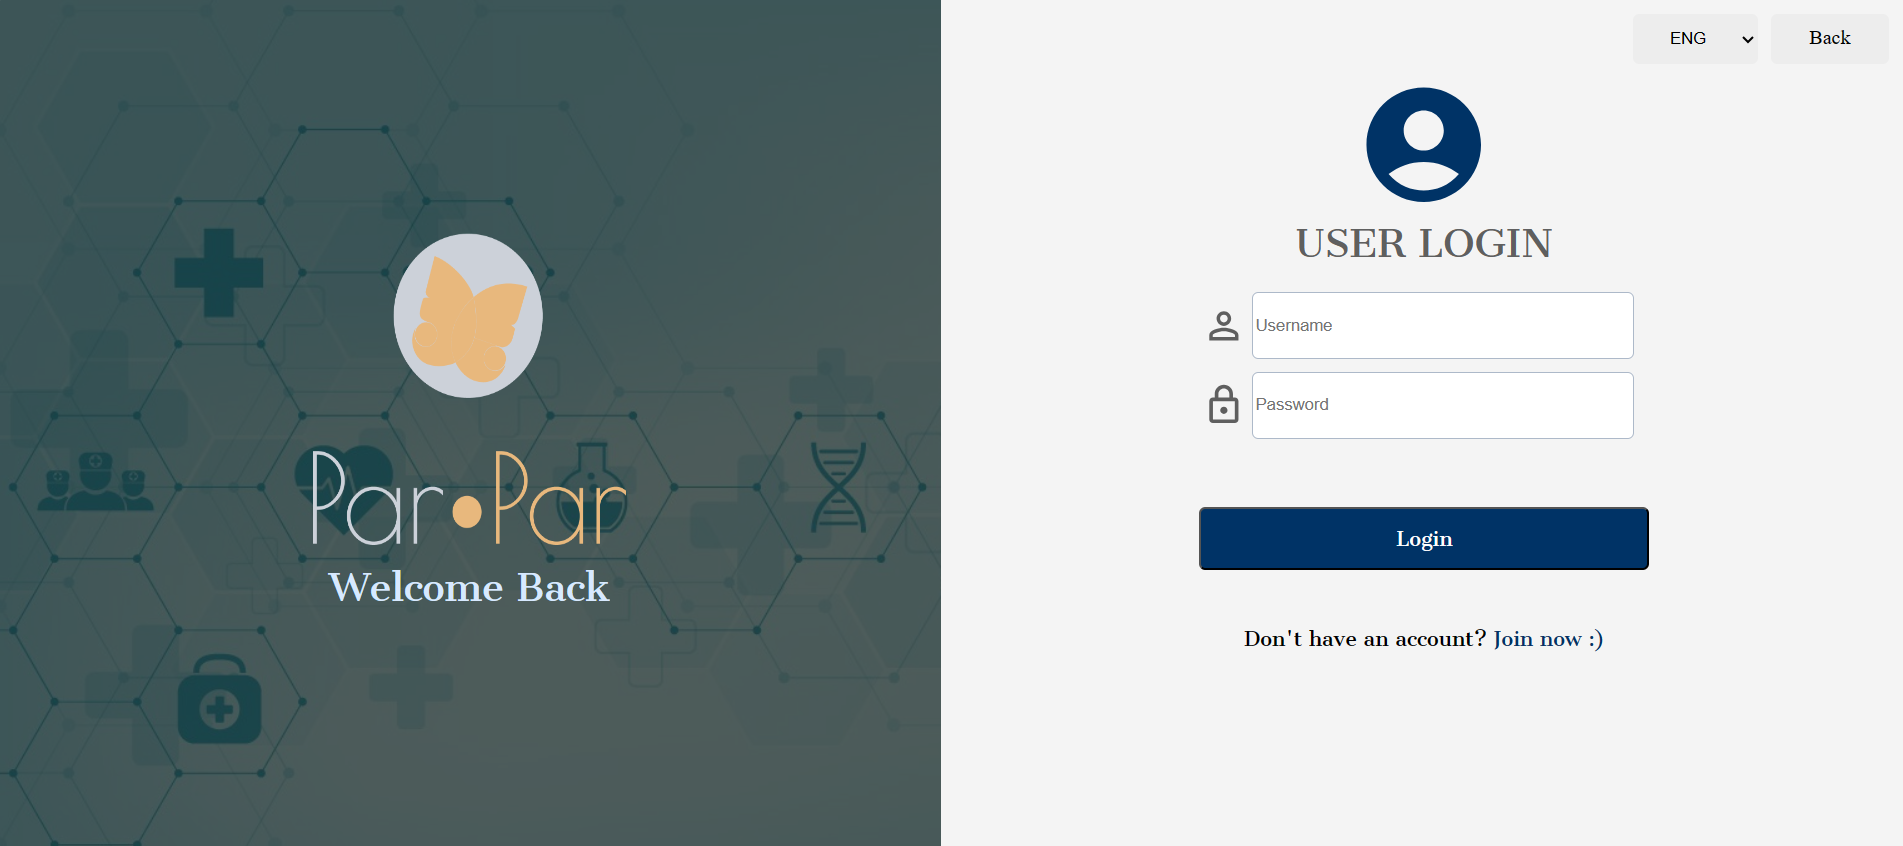 Par•Par
Welcome Back
ENG
Back
USER LOGIN
Username
Password
Login
Don't have an account? Join now :)